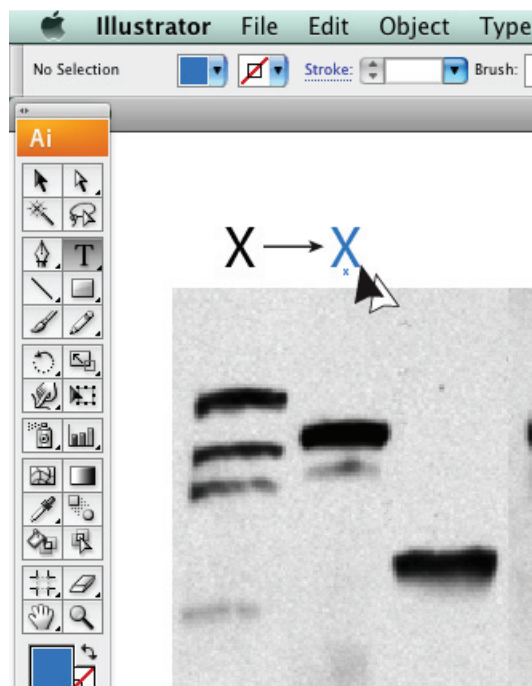 Illustrator File Edit Object Type
No Selection Stroke: Brush:
Ai
T
X → X
x